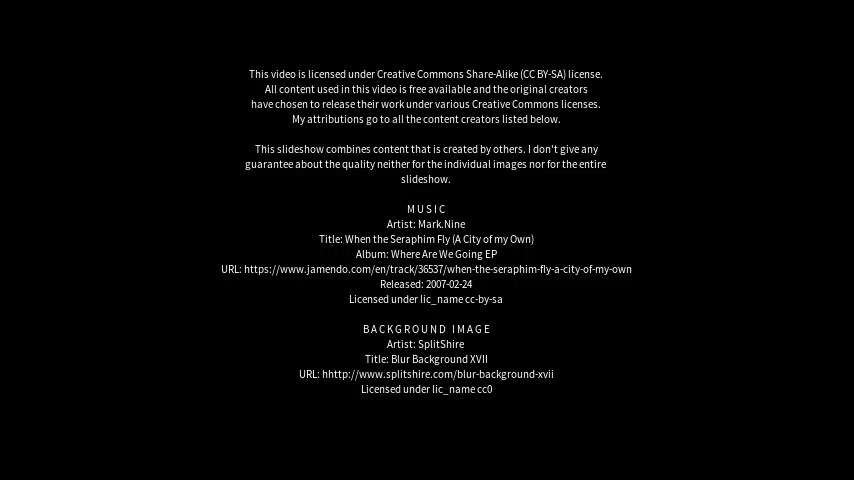 This video is licensed under Creative Commons Share-Alike (CC BY-SA) license.
All content used in this video is free available and the original creators
have chosen to release their work under various Creative Commons licenses.
My attributions go to all the content creators listed below.
This slideshow combines content that is created by others. I don't give any
guarantee about the quality neither for the individual images nor for the entire
slideshow.
MUSIC
Artist: Mark.Nine
Title: When the Seraphim Fly (A City of my Own)
Album: Where Are We Going EP
URL: https://www.jamendo.com/en/track/36537/when-the-seraphim-fly-a-city-of-my-own
Released: 2007-02-24
Licensed under lic_name cc-by-sa
BACKGROUND IMAGE
Artist: SplitShire
Title: Blur Background XVII
URL: hhttp://www.splitshire.com/blur-background-xvii
Licensed under lic_name cc0